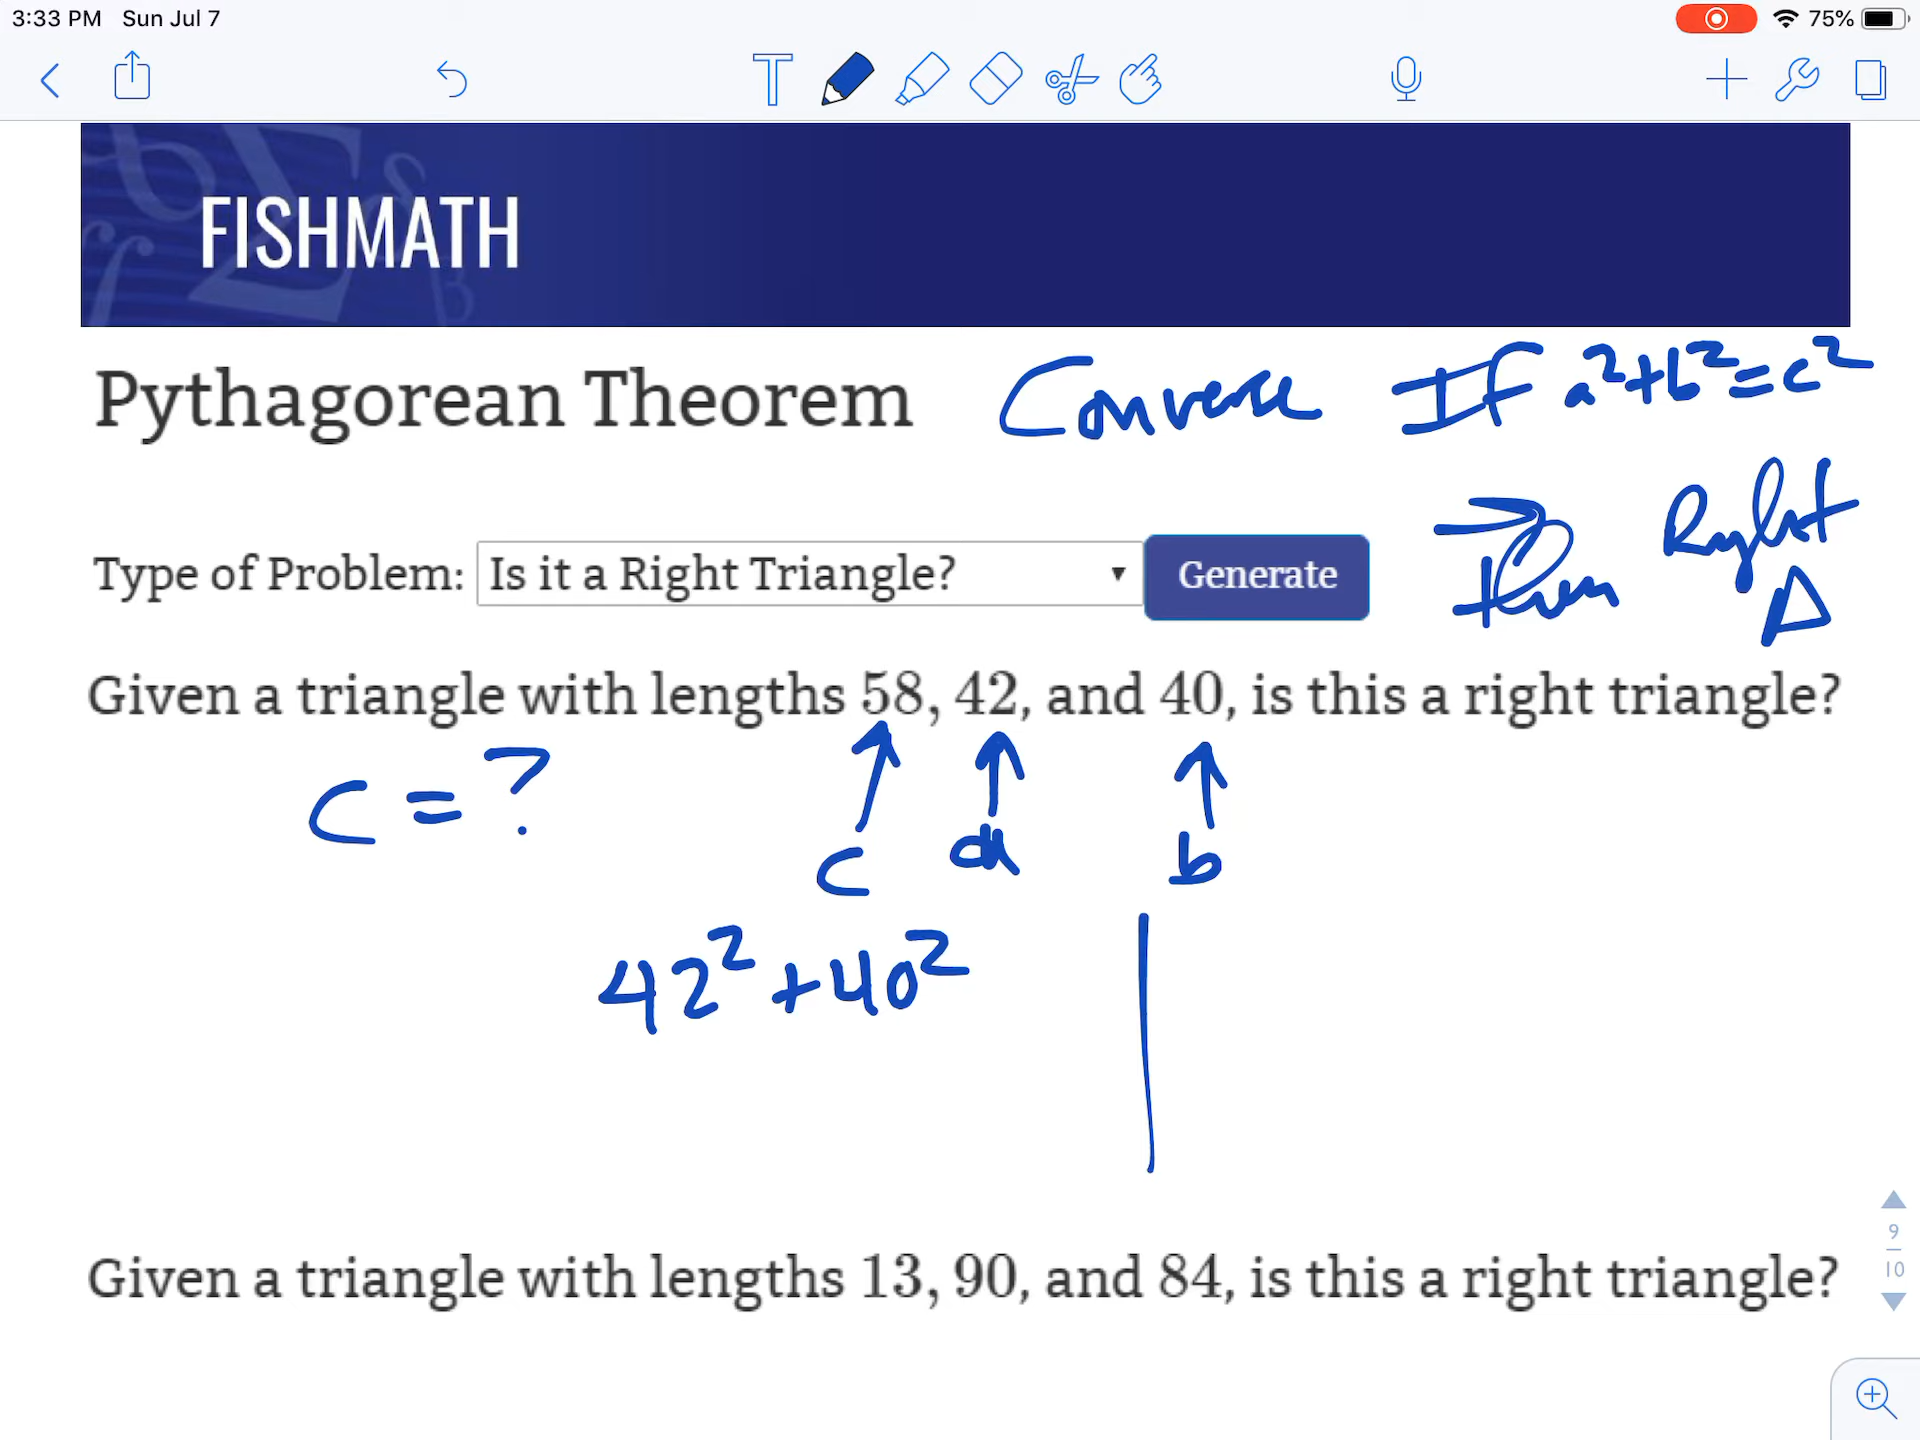 3:33 PM Sun Jul 7 75%
T
FISHMATH
Pythagorean Theorem Converse If a²+b²=c²
→ then Right △
Type of Problem: Is it a Right Triangle? ▼ Generate
Given a triangle with lengths 58, 42, and 40, is this a right triangle?
c = ?
c a b
42² + 40²
9
10
Given a triangle with lengths 13, 90, and 84, is this a right triangle?